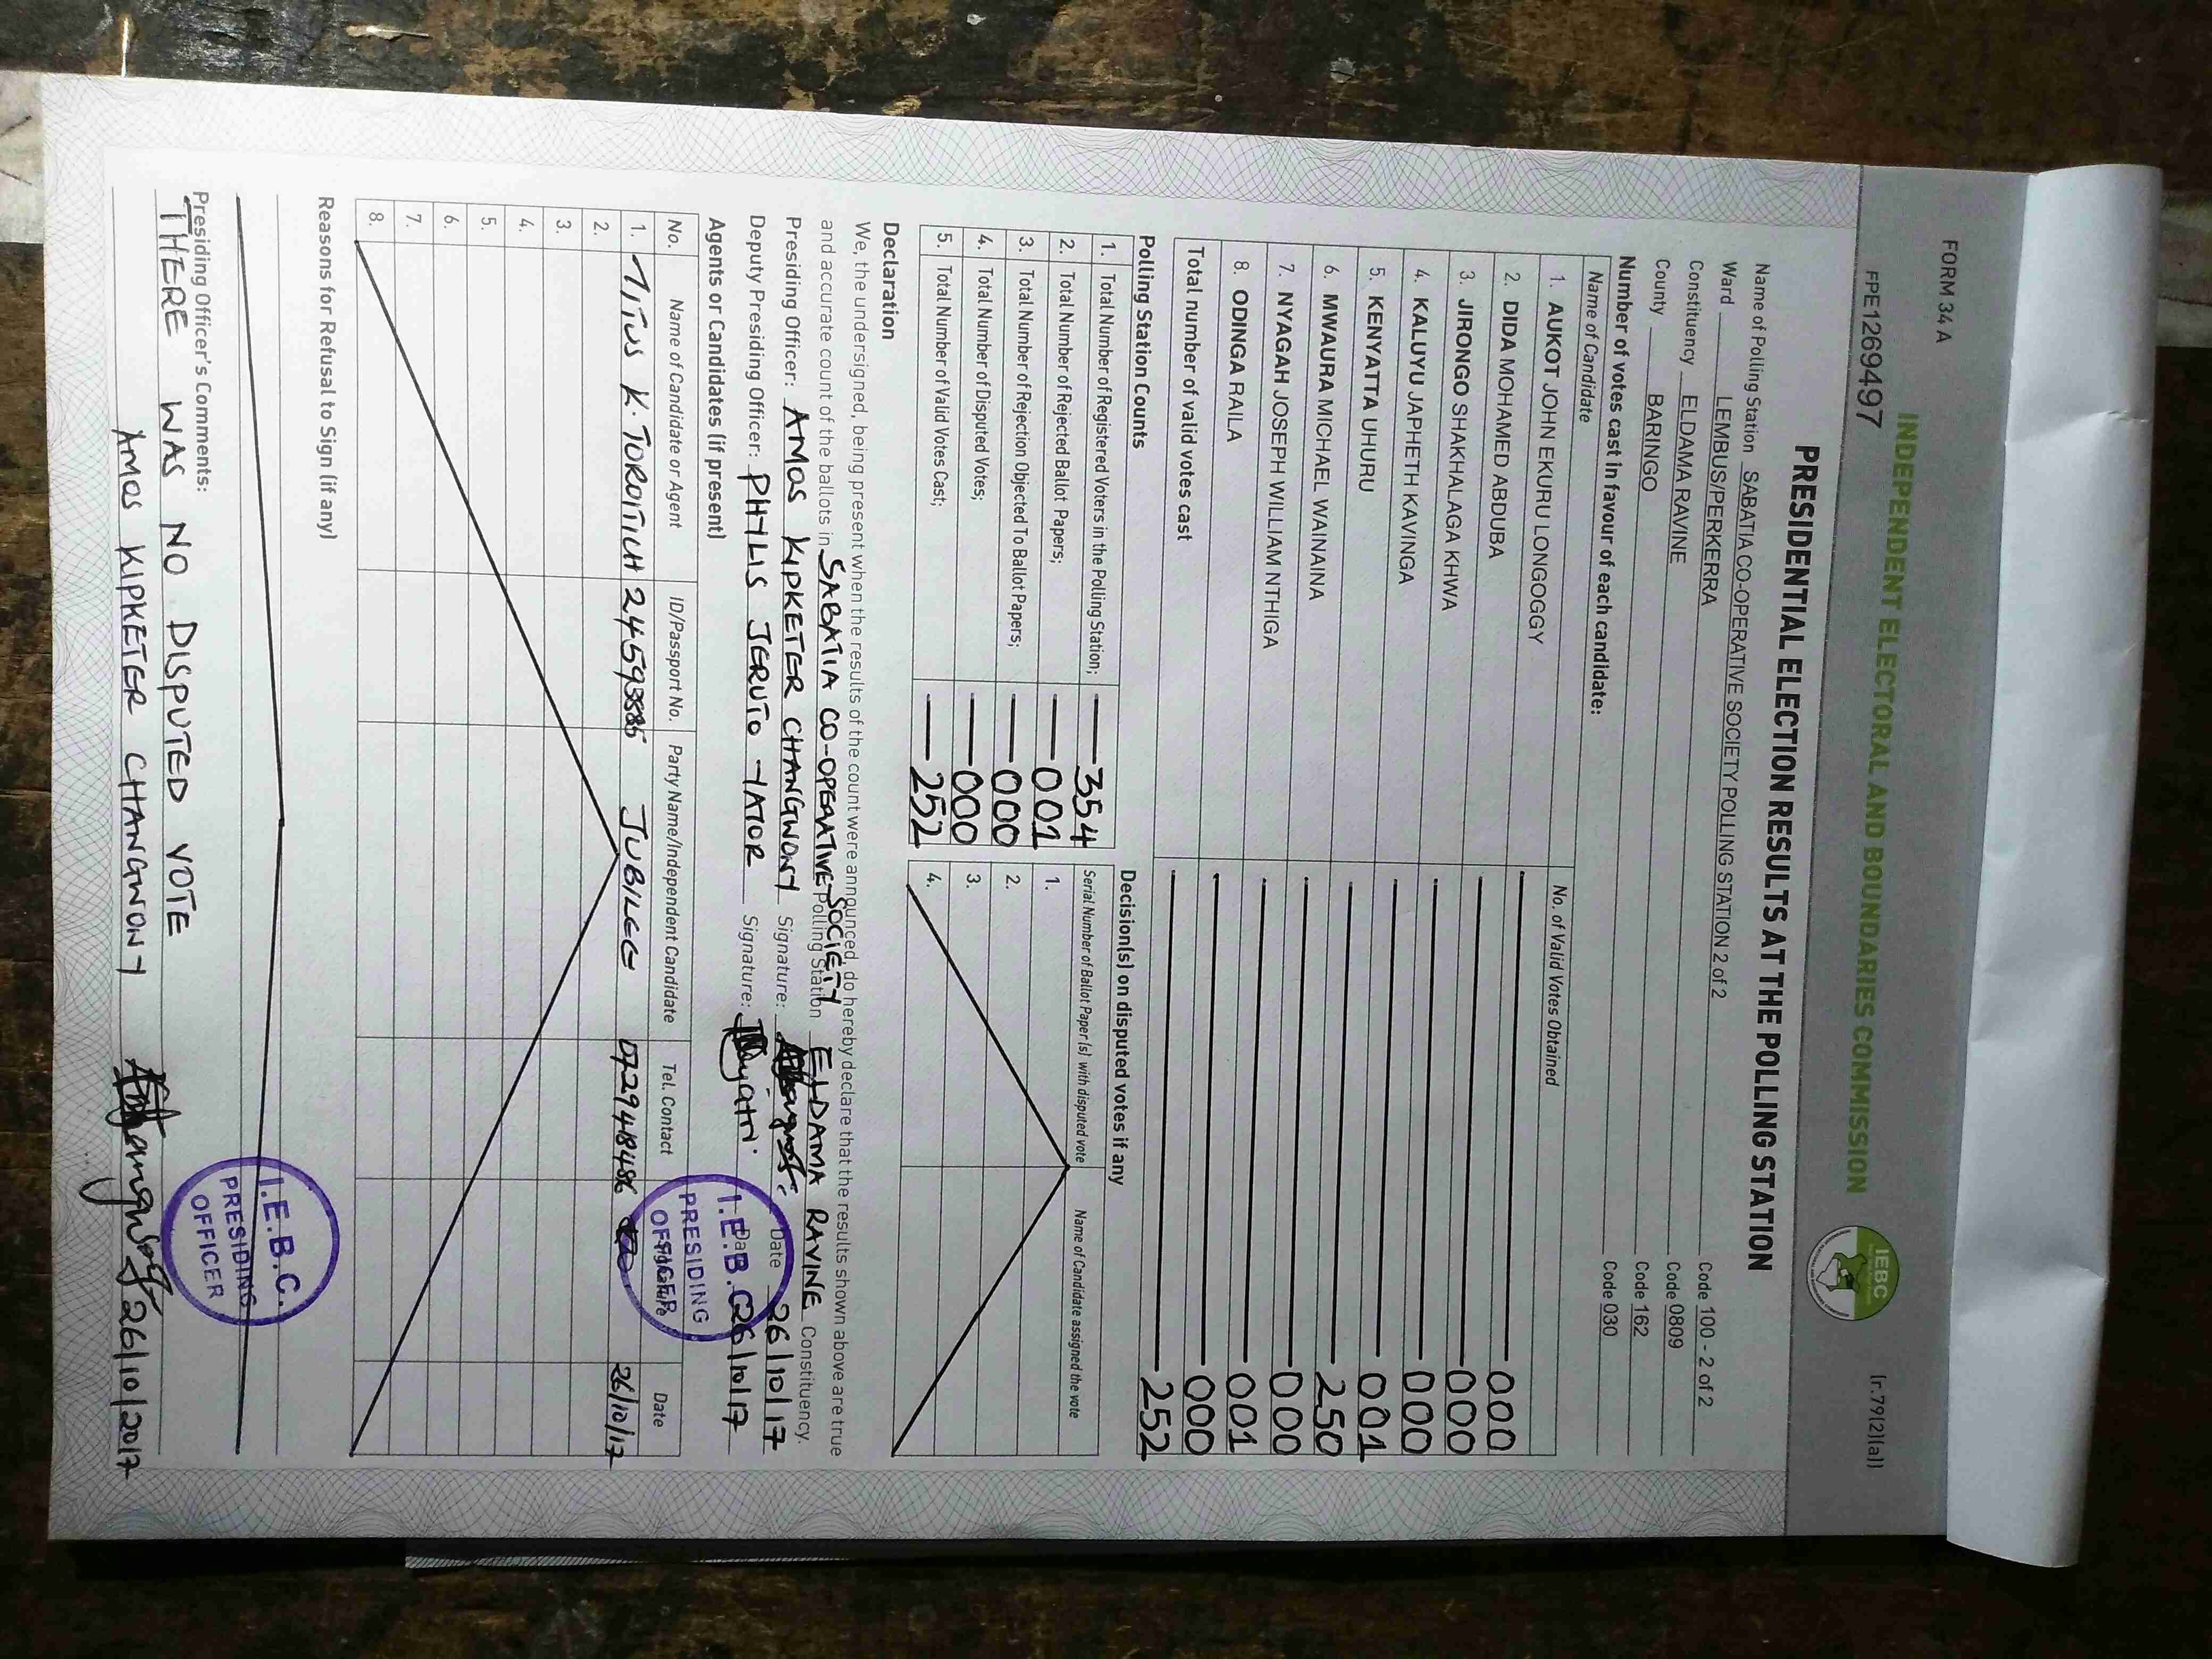 FORM 34A
[r.79(2)(a)]
INDEPENDENT ELECTORAL AND BOUNDARIES COMMISSION
FPE1269497
IEBC
PRESIDENTIAL ELECTION RESULTS AT THE POLLING STATION
Name of Polling Station SABATIA CO-OPERATIVE SOCIETY POLLING STATION 2 of 2 Code 100 - 2 of 2
Ward LEMBUS/PERKERRA Code 0809
Constituency ELDAMA RAVINE Code 162
County BARINGO Code 030
Number of votes cast in favour of each candidate:
Name of Candidate No. of Valid Votes Obtained
1. AUKOT JOHN EKURU LONGOGGY 000
2. DIDA MOHAMED ABDUBA 000
3. JIRONGO SHAKHALAGA KHWA 000
4. KALUYU JAPHETH KAVINGA 001
5. KENYATTA UHURU 250
6. MWAURA MICHAEL WAINAINA 000
7. NYAGAH JOSEPH WILLIAM NTHIGA 001
8. ODINGA RAILA 000
Total number of valid votes cast 252
Polling Station Counts
1. Total Number of Registered Voters in the Polling Station; 354
2. Total Number of Rejected Ballot Papers; 001
3. Total Number of Rejection Objected To Ballot Papers; 000
4. Total Number of Disputed Votes; 000
5. Total Number of Valid Votes Cast; 252
Decision(s) on disputed votes if any
Serial Number of Ballot Paper(s) with disputed vote Name of Candidate assigned the vote
1.
2.
3.
4.
Declaration
We, the undersigned, being present when the results of the count were announced, do hereby declare that the results shown above are true
and accurate count of the ballots in SABATIA CO-OPERATIVE SOCIETY Polling Station ELDAMA RAVINE Constituency.
Presiding Officer: AMOS KIPKETER CHANGWONY Signature: Date 26/10/17
Deputy Presiding Officer: PHYLIS JERUTO TATOR Signature: Date 26/10/17
I.E.B.C.
PRESIDING
OFFICER
Agents or Candidates (if present)
No. Name of Candidate or Agent ID/Passport No. Party Name/Independent Candidate Tel. Contact Signature Date
1. TITUS K. TOROITICH 24593885 JUBILEE 0729418486 26/10/17
2.
3.
4.
5.
6.
7.
8.
Reasons for Refusal to Sign (if any)
I.E.B.C.
PRESIDING
OFFICER
Presiding Officer's Comments:
THERE WAS NO DISPUTED VOTE
AMOS KIPKETER CHANGWONY 26/10/2017